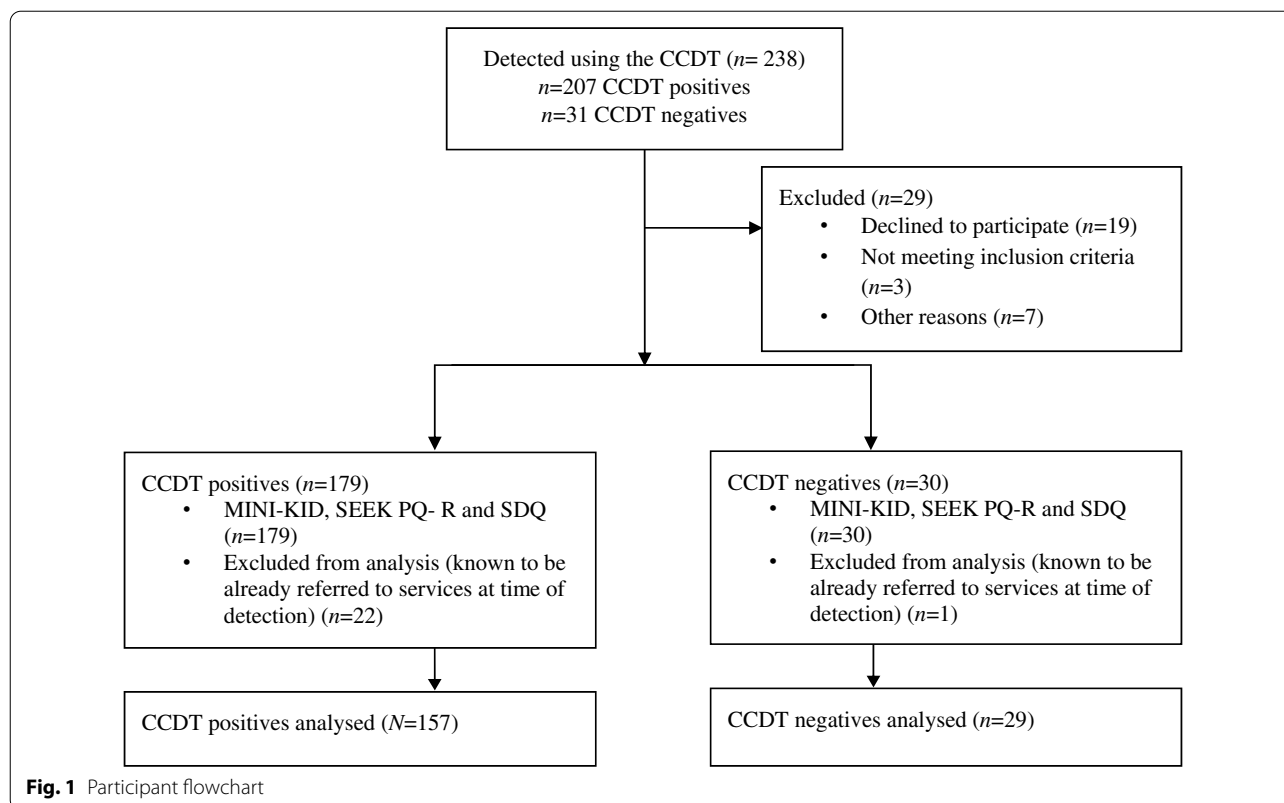 Detected using the CCDT (n= 238)
n=207 CCDT positives
n=31 CCDT negatives
Excluded (n=29)
• Declined to participate (n=19)
• Not meeting inclusion criteria
(n=3)
• Other reasons (n=7)
CCDT positives (n=179)
• MINI-KID, SEEK PQ- R and SDQ
(n=179)
• Excluded from analysis (known to be
already referred to services at time of
detection) (n=22)
CCDT negatives (n=30)
• MINI-KID, SEEK PQ-R and SDQ
(n=30)
• Excluded from analysis (known to be
already referred to services at time of
detection) (n=1)
CCDT positives analysed (N=157)
CCDT negatives analysed (n=29)
Fig. 1 Participant flowchart